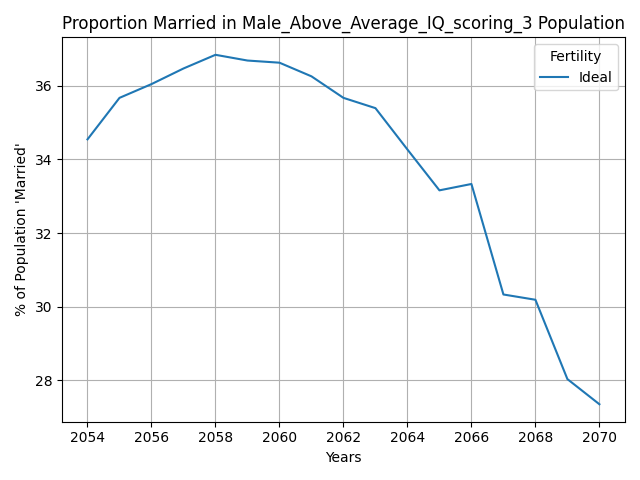 Proportion Married in Male_Above_Average_IQ_scoring_3 Population
Fertility
Ideal
% of Population 'Married'
36
34
32
30
28
2054 2056 2058 2060 2062 2064 2066 2068 2070
Years